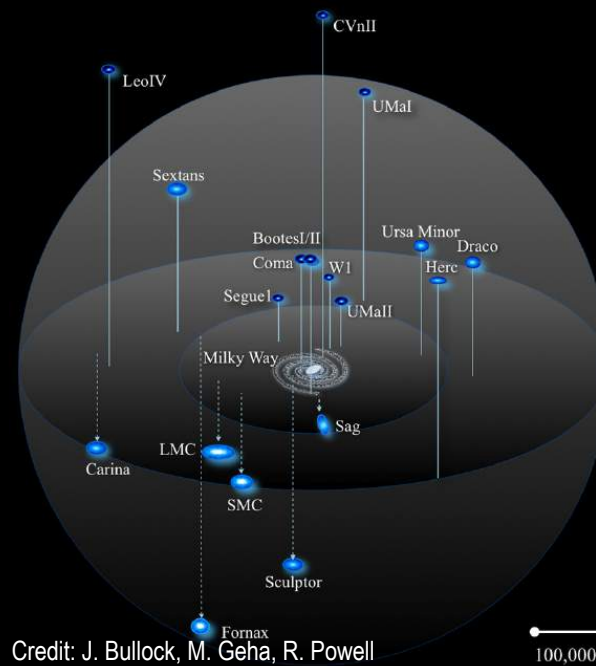 CVnII
LeoIV
UMaI
Sextans
Ursa Minor
BootesI/II
Draco
Coma
W1
Herc
Segue1
UMaII
Milky Way
Sag
LMC
Carina
SMC
Sculptor
Fornax
Credit: J. Bullock, M. Geha, R. Powell
100,000